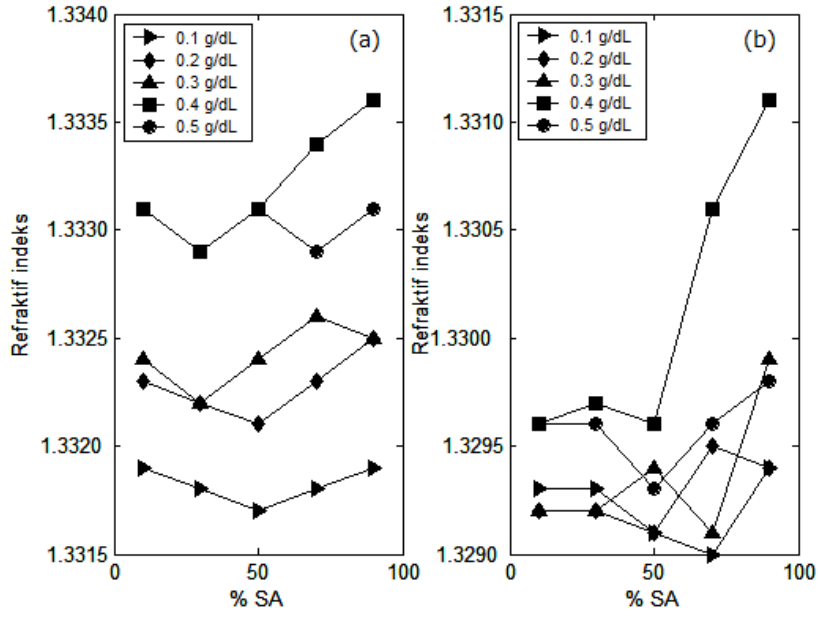 (a)
0.1 g/dL
0.2 g/dL
0.3 g/dL
0.4 g/dL
0.5 g/dL
Refraktif indeks
1.3340
1.3335
1.3330
1.3325
1.3320
1.3315
0
50
100
% SA
(b)
0.1 g/dL
0.2 g/dL
0.3 g/dL
0.4 g/dL
0.5 g/dL
Refraktif indeks
1.3315
1.3310
1.3305
1.3300
1.3295
1.3290
0
50
100
% SA